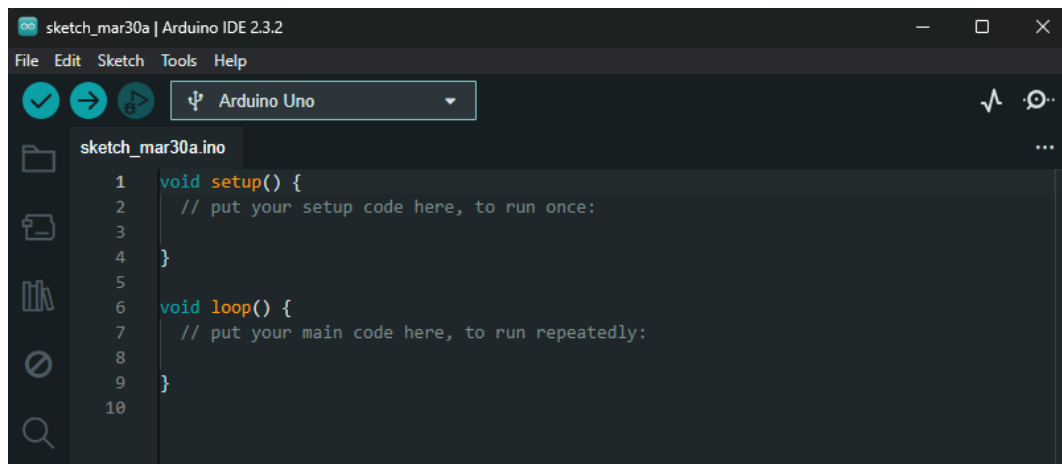 sketch_mar30a | Arduino IDE 2.3.2
File Edit Sketch Tools Help
Arduino Uno
sketch_mar30a.ino
1 void setup() {
2 // put your setup code here, to run once:
3
4 }
5
6 void loop() {
7 // put your main code here, to run repeatedly:
8
9 }
10